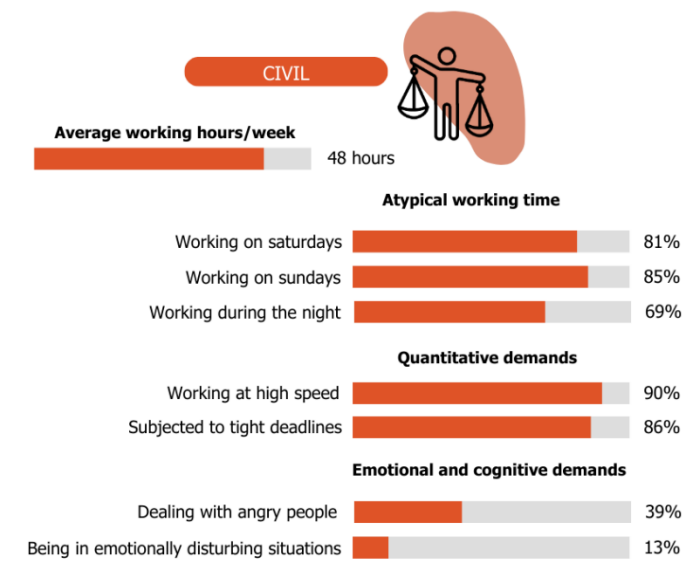 CIVIL
Average working hours/week
48 hours
Atypical working time
Working on saturdays 81%
Working on sundays 85%
Working during the night 69%
Quantitative demands
Working at high speed 90%
Subjected to tight deadlines 86%
Emotional and cognitive demands
Dealing with angry people 39%
Being in emotionally disturbing situations 13%